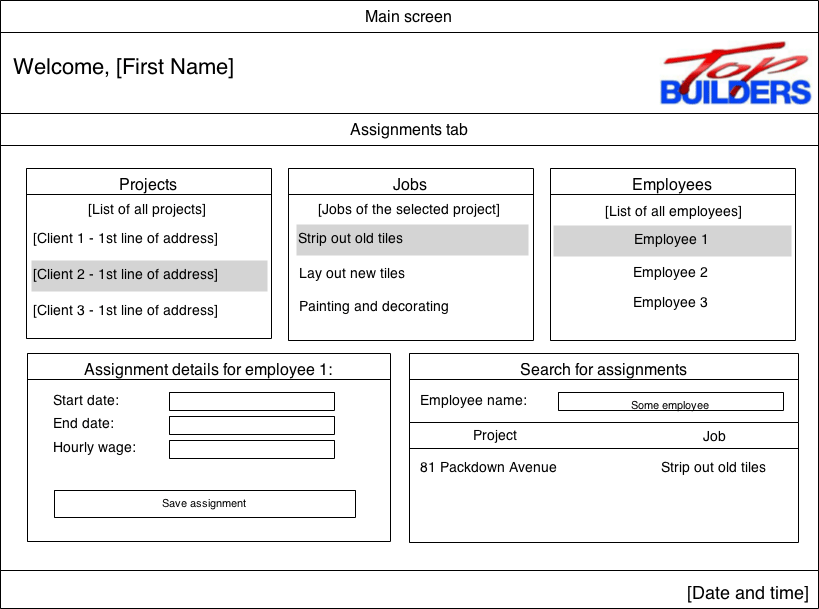 Main screen
Welcome, [First Name]
Top
BUILDERS
Assignments tab
Projects
[List of all projects]
[Client 1 - 1st line of address]
[Client 2 - 1st line of address]
[Client 3 - 1st line of address]
Jobs
[Jobs of the selected project]
Strip out old tiles
Lay out new tiles
Painting and decorating
Employees
[List of all employees]
Employee 1
Employee 2
Employee 3
Assignment details for employee 1:
Start date:
End date:
Hourly wage:
Save assignment
Search for assignments
Employee name: Some employee
Project Job
81 Packdown Avenue Strip out old tiles
[Date and time]